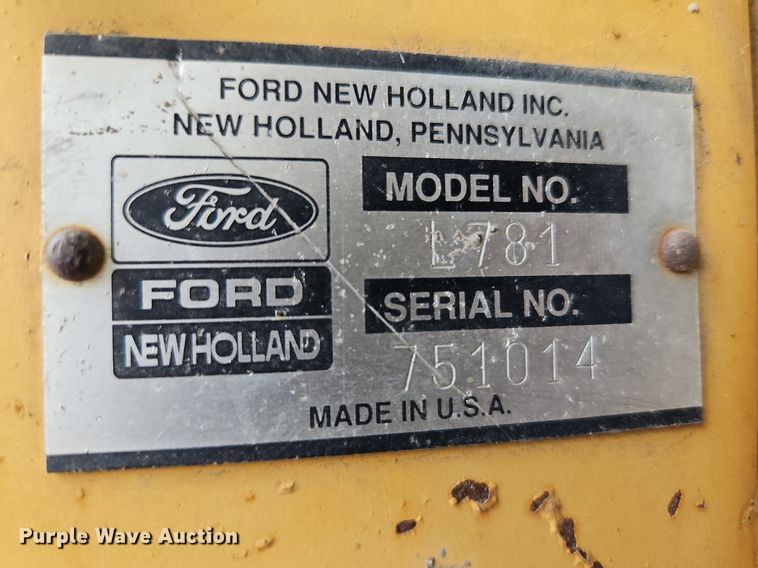 FORD NEW HOLLAND INC.
NEW HOLLAND, PENNSYLVANIA
Ford
FORD
NEW HOLLAND
MODEL NO.
L781
SERIAL NO.
751014
MADE IN U.S.A.
Purple Wave Auction